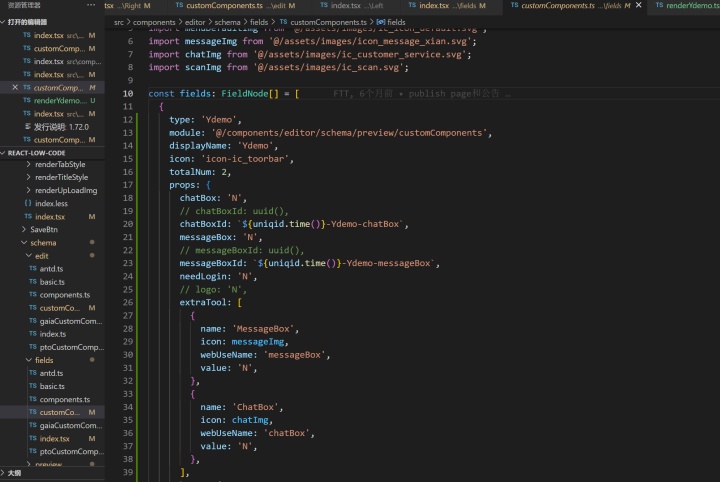 资源管理器 ···
tsx ...\Right M
TS customComponents.ts ...\edit M
TS index.tsx ...\Left
TS index.tsx ...\fields M
TS customComponents.ts ...\fields M
TS renderYdemo.ts
src > components > editor > schema > fields > TS customComponents.ts > fields
打开的编辑器
TS index.tsx src\... M
TS customComp... M
TS index.tsx src\comp...
TS index.tsx src\... M
TS customComp... M
TS renderYdemo.... U
发行说明: 1.72.0
TS customComp... M
REACT-LOW-CODE
renderTabStyle
renderTitleStyle
renderUpLoadImg
index.less
TS index.tsx M
SaveBtn
schema
edit
TS antd.ts
TS basic.ts
TS components.ts
TS customCo... M
TS gaiaCustomCom...
TS index.ts
TS ptoCustomComp...
fields
TS antd.ts
TS basic.ts
TS components.ts
TS customCo... M
TS gaiaCustomCom...
TS index.tsx M
TS ptoCustomComp...
preview
大纲
5 import menuDefaultImg from '@/assets/images/ic_icon_default.svg';
6 import messageImg from '@/assets/images/icon_message_xian.svg';
7 import chatImg from '@/assets/images/ic_customer_service.svg';
8 import scanImg from '@/assets/images/ic_scan.svg';
9
10 const fields: FieldNode[] = [ FTT, 6个月前 • publish page和公告 …
11 {
12 type: 'Ydemo',
13 module: '@/components/editor/schema/preview/customComponents',
14 displayName: 'Ydemo',
15 icon: 'icon-ic_toorbar',
16 totalNum: 2,
17 props: {
18 chatBox: 'N',
19 // chatBoxId: uuid(),
20 chatBoxId: `${uniqid.time()}-Ydemo-chatBox`,
21 messageBox: 'N',
22 // messageBoxId: uuid(),
23 messageBoxId: `${uniqid.time()}-Ydemo-messageBox`,
24 needLogin: 'N',
25 // logo: 'N',
26 extraTool: [
27 {
28 name: 'MessageBox',
29 icon: messageImg,
30 webUseName: 'messageBox',
31 value: 'N',
32 },
33 {
34 name: 'ChatBox',
35 icon: chatImg,
36 webUseName: 'chatBox',
37 value: 'N',
38 },
39 ],